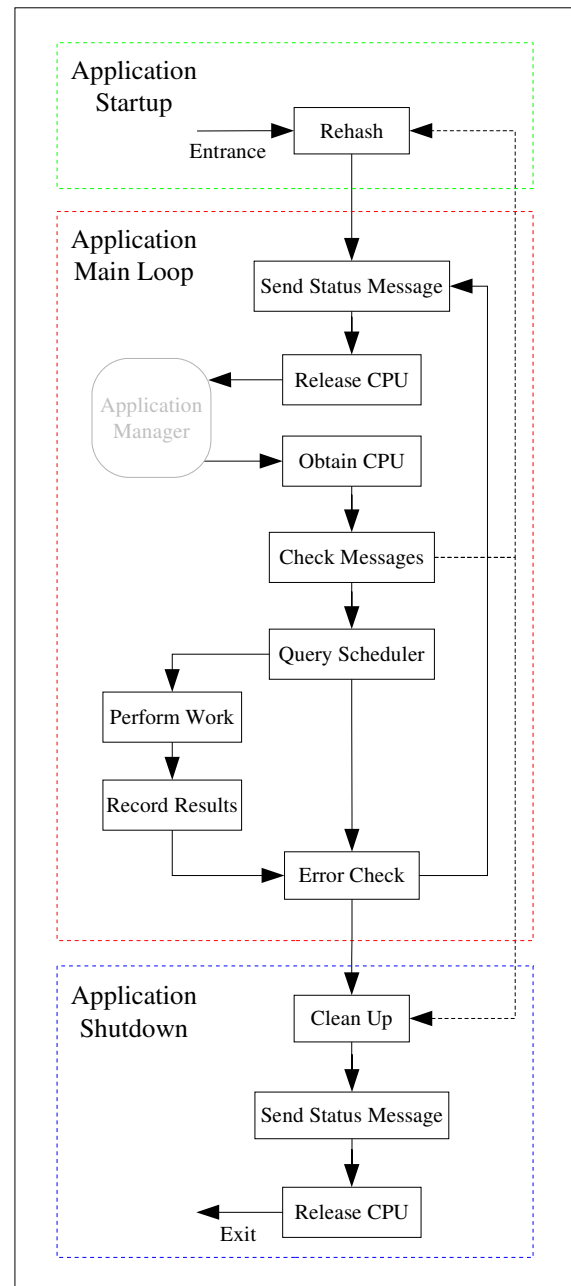 Application
Startup
Rehash
Entrance
Application
Main Loop
Send Status Message
Release CPU
Application
Manager
Obtain CPU
Check Messages
Query Scheduler
Perform Work
Record Results
Error Check
Application
Shutdown
Clean Up
Send Status Message
Release CPU
Exit